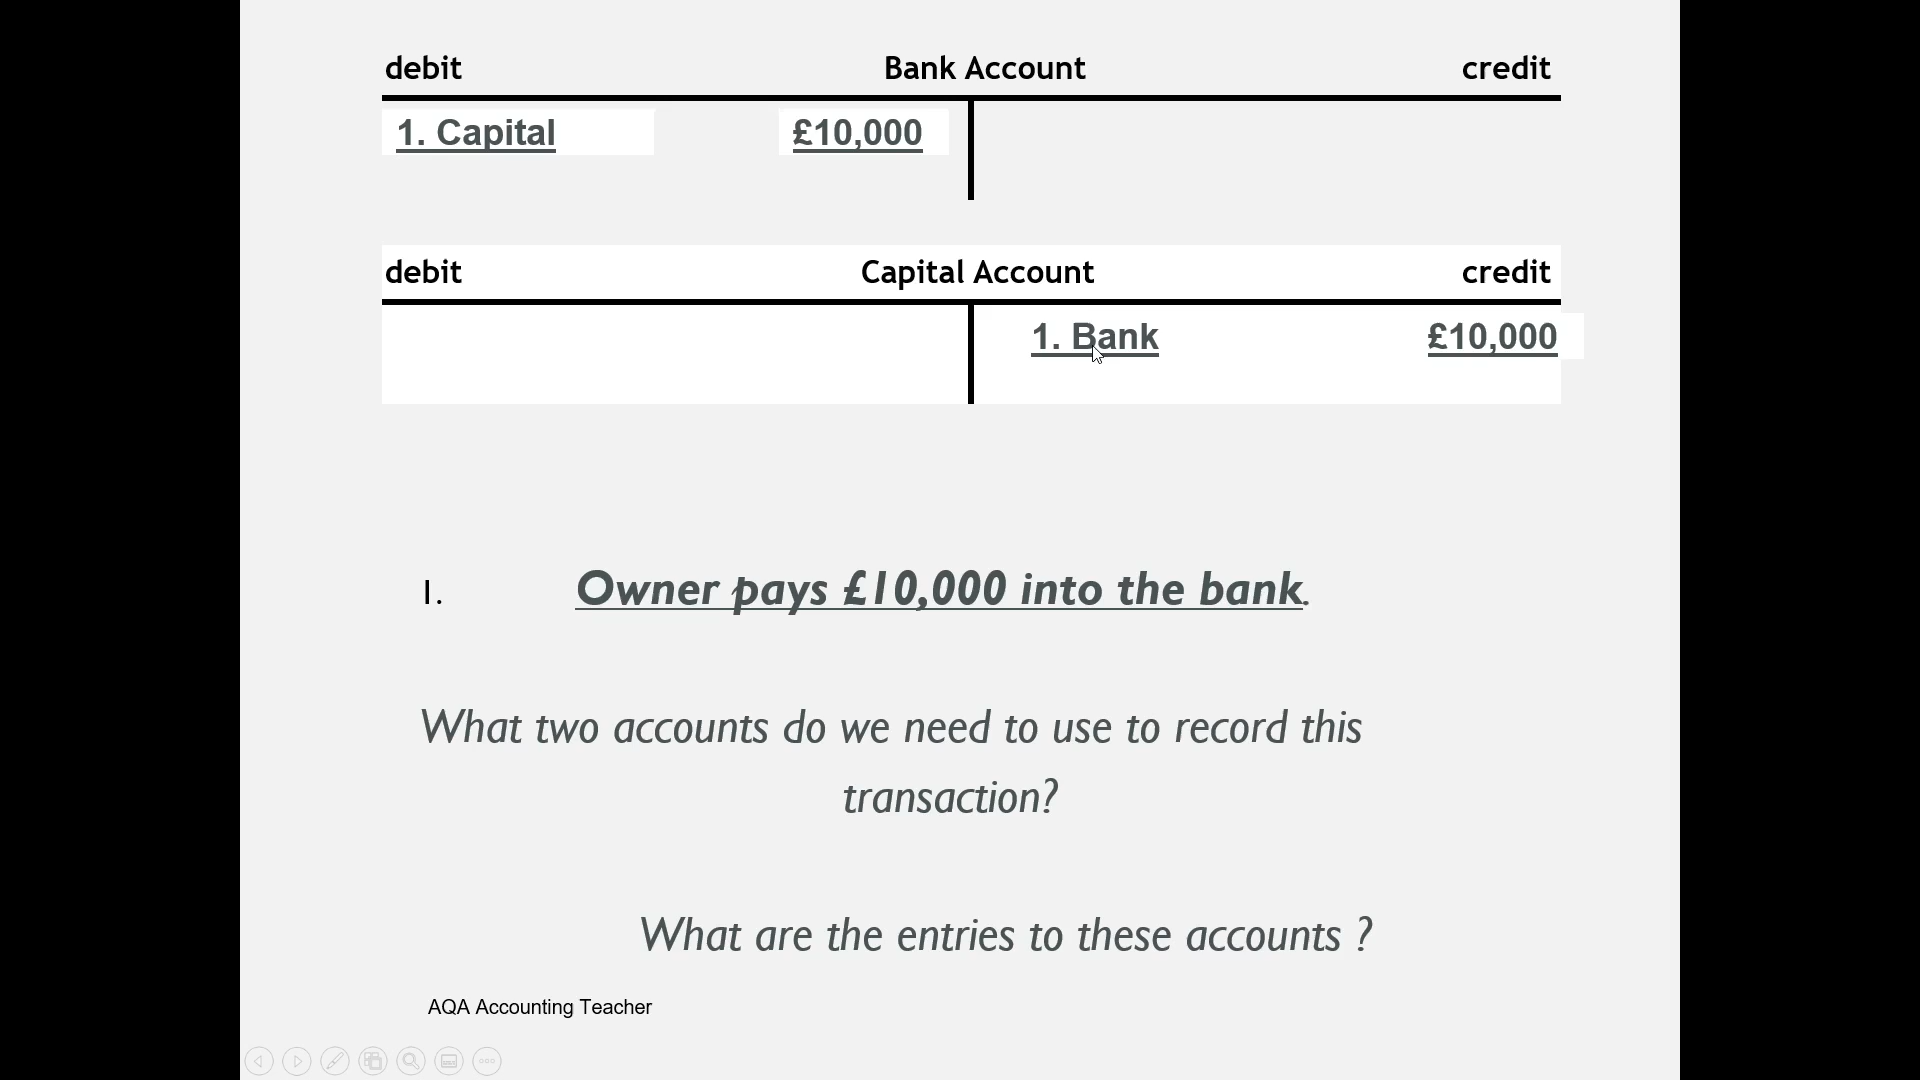 debit Bank Account credit
1. Capital £10,000
debit Capital Account credit
1. Bank £10,000
1. Owner pays £10,000 into the bank.
What two accounts do we need to use to record this
transaction?
What are the entries to these accounts ?
AQA Accounting Teacher